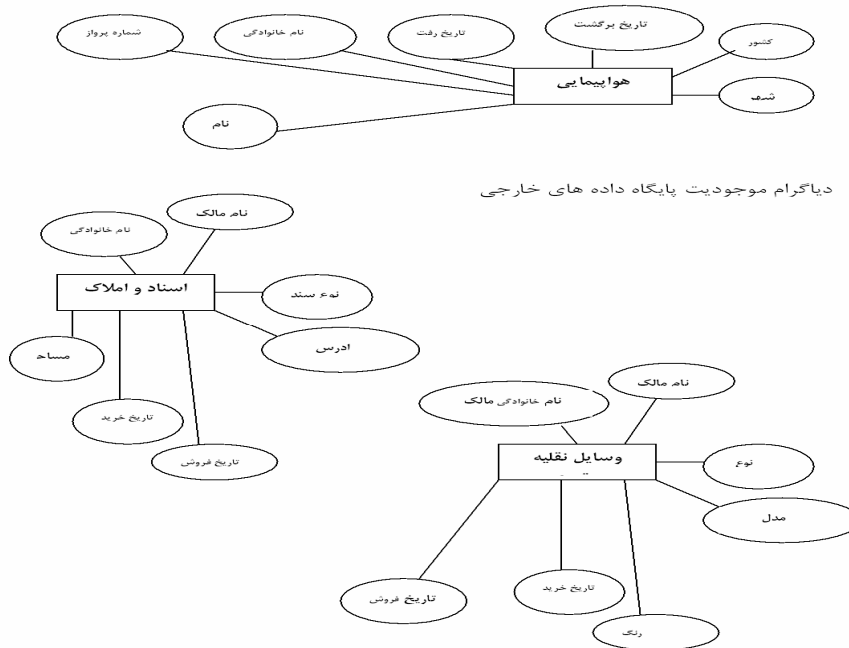 شماره پرواز
نام خانوادگی
تاریخ رفت
تاریخ برگشت
کشور
هواپیمایی
نام
دیاگرام موجودیت پایگاه داده های خارجی
نام مالک
نام خانوادگی
اسناد و املاک
نوع سند
ادرس
تاریخ خرید
تاریخ فروش
نام مالک
نام خانوادگی مالک
وسایل نقلیه
نوع
مدل
تاریخ خرید
تاریخ فروش
رنگ